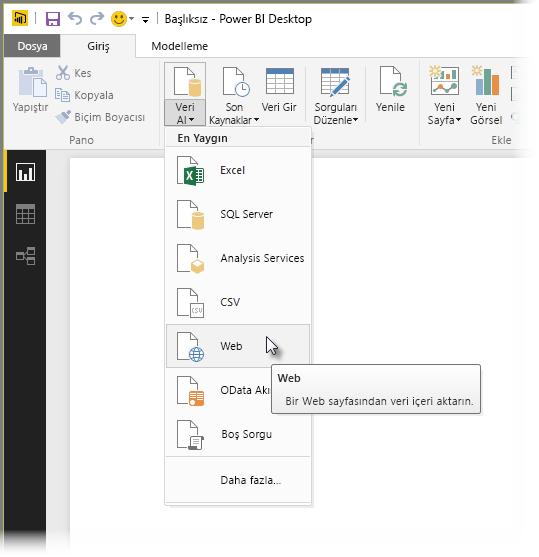 Başlıksız - Power BI Desktop
Dosya
Giriş
Modelleme
Yapıştır
Kes
Kopyala
Biçim Boyacısı
Pano
Veri
Al
Son
Kaynaklar
Veri Gir
Sorguları
Düzenle
Yenile
Yeni
Sayfa
Yeni
Görsel
Ekle
En Yaygın
Excel
SQL Server
Analysis Services
CSV
CSV
Web
OData Akı
Web
Bir Web sayfasından veri içeri aktarın.
Boş Sorgu
Daha fazla...